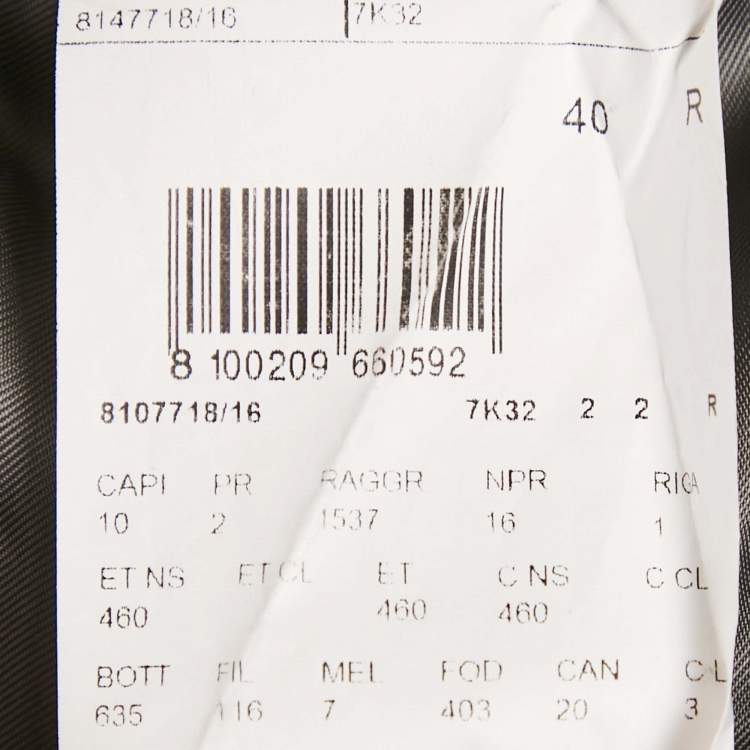 8147718/16 7K32
40 R
8 100209 660592
8107718/16 7K32 2 2 R
CAPI PR RAGGR NPR RIGA
10 2 1537 16 1
ET NS ET CL ET C NS C CL
460 460 460
BOTT FIL MEL FOD CAN C L
635 116 7 403 20 3